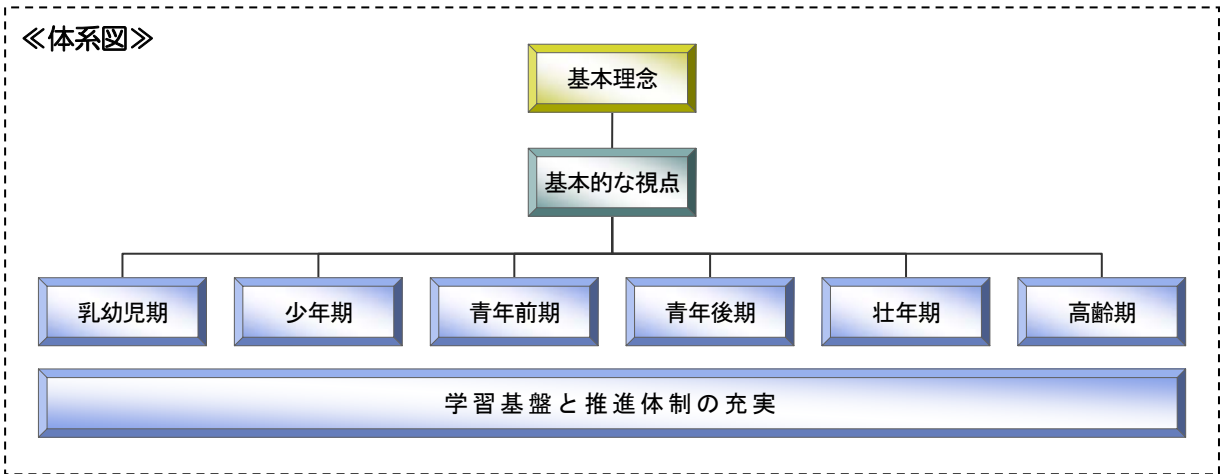 ≪体系図≫
基本理念
基本的な視点
乳幼児期
少年期
青年前期
青年後期
壮年期
高齢期
学習基盤と推進体制の充実